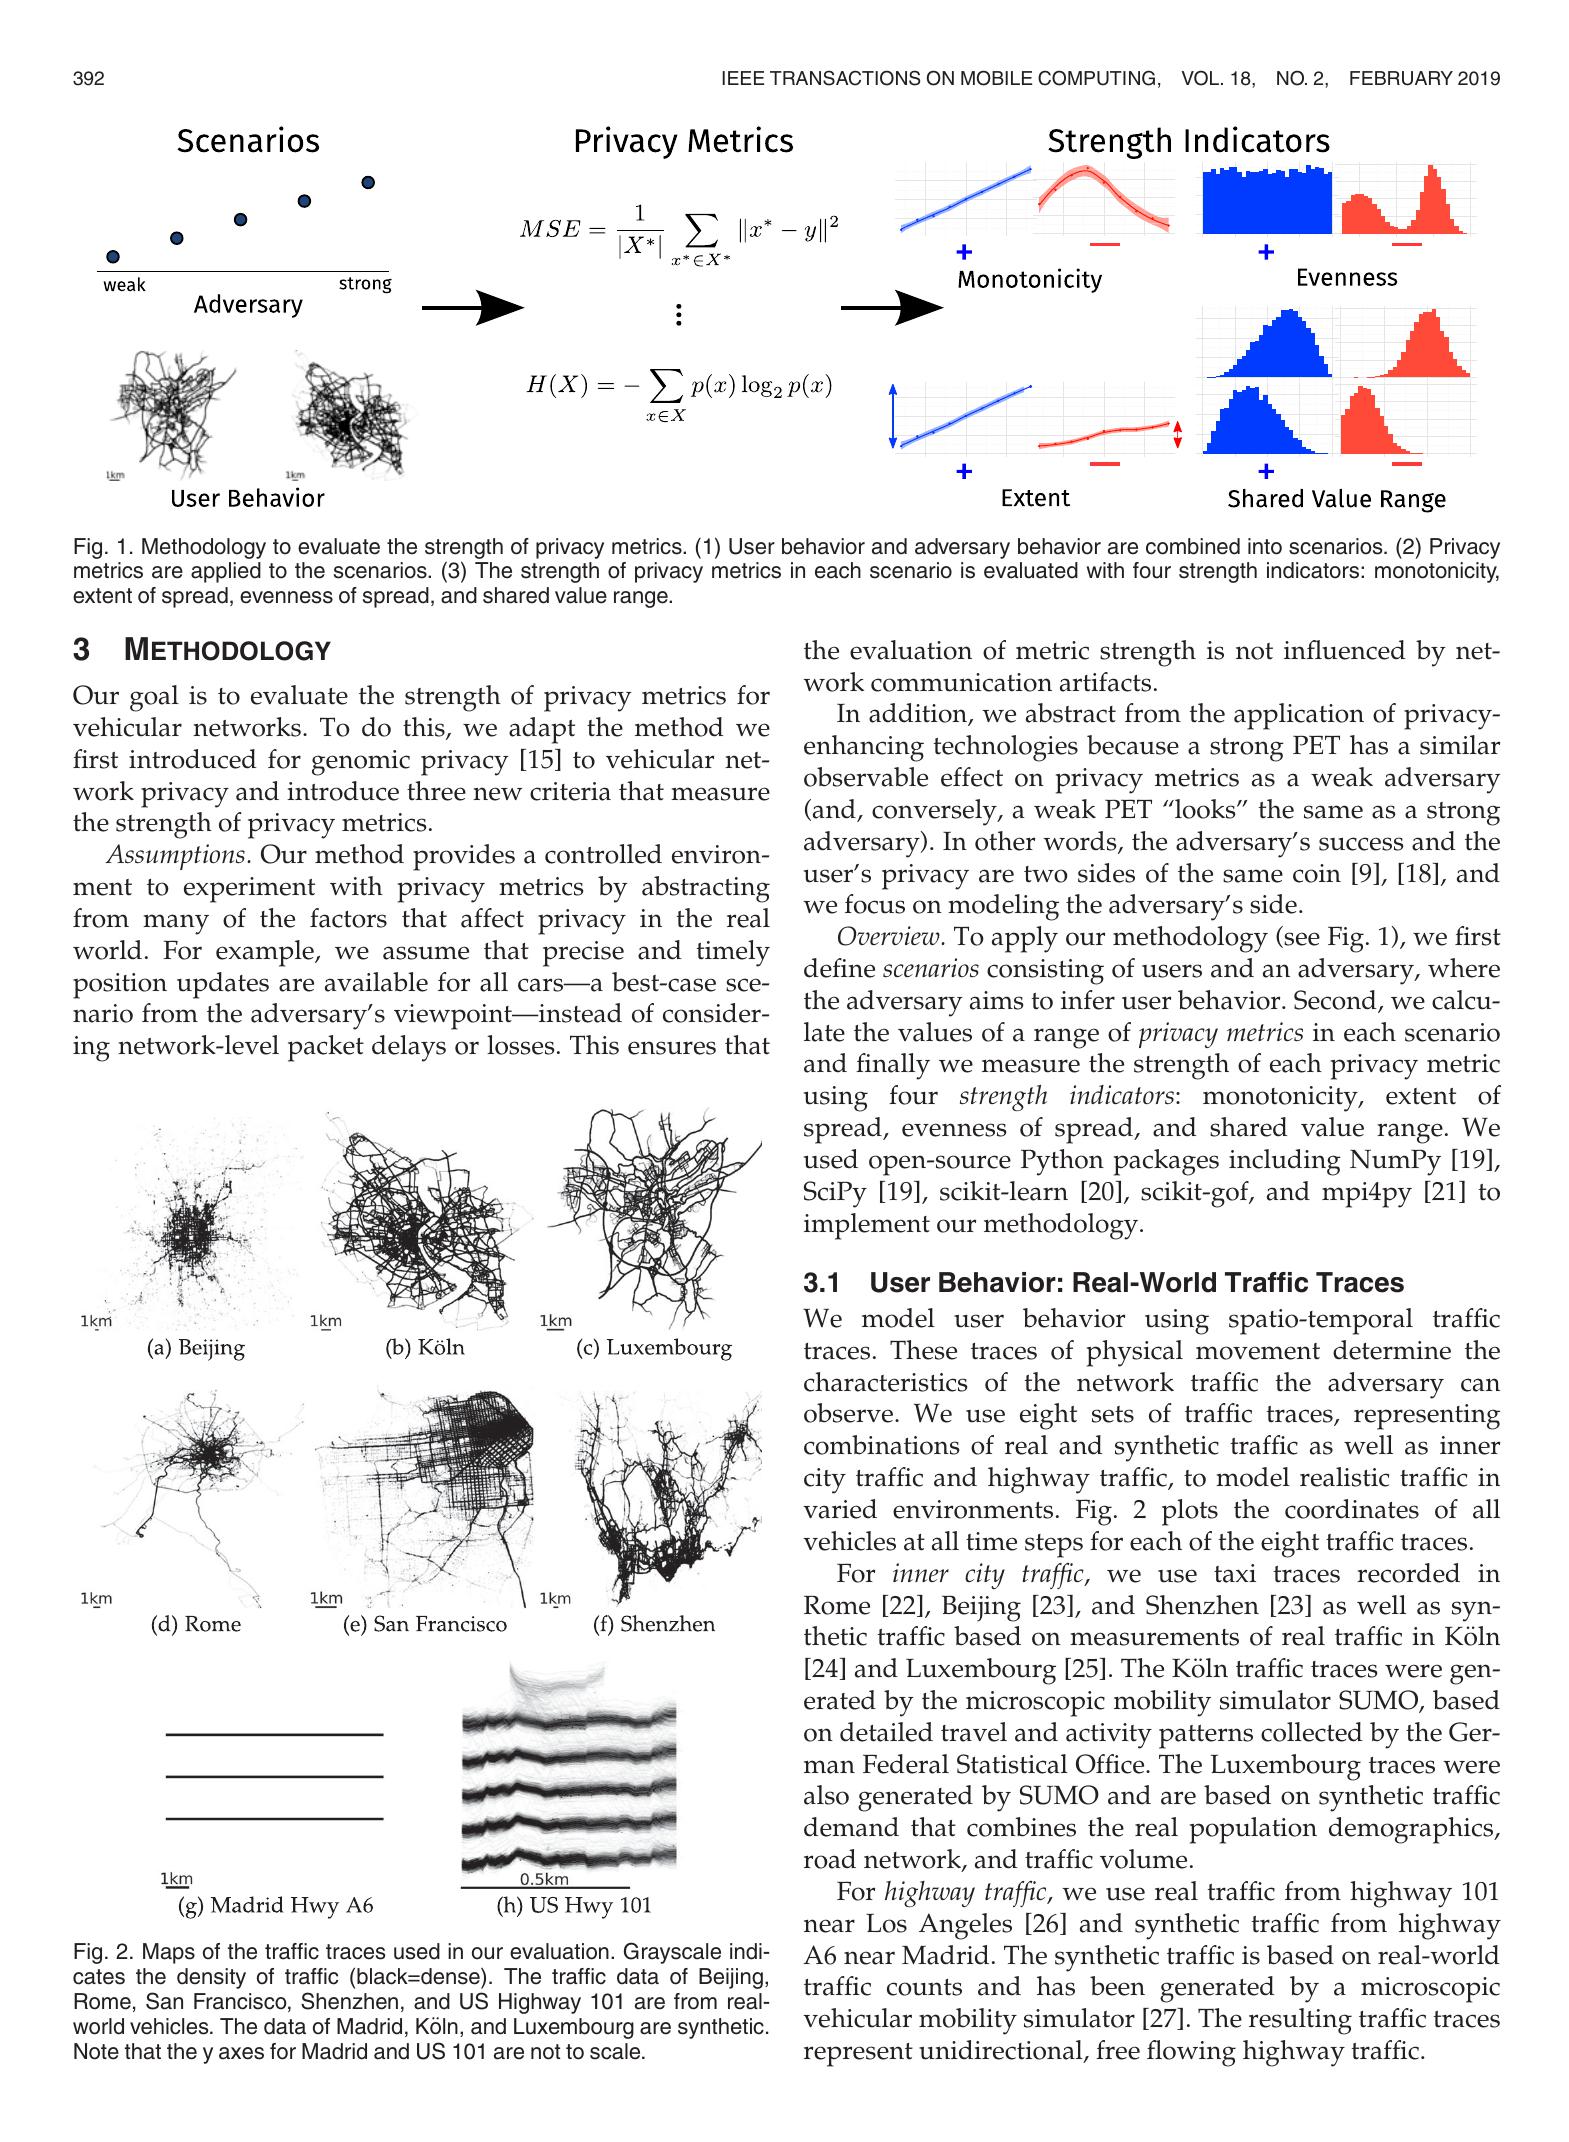 392
IEEE TRANSACTIONS ON MOBILE COMPUTING, VOL. 18, NO. 2, FEBRUARY 2019
Scenarios
Privacy Metrics
Strength Indicators
weak
strong
Adversary
1km
1km
User Behavior
MSE = 1/|X*| ∑_{x*∈X*} ‖x* − y‖²
⋮
H(X) = − ∑_{x∈X} p(x) log₂ p(x)
+
—
Monotonicity
+
—
Evenness
+
—
Extent
+
—
Shared Value Range
Fig. 1. Methodology to evaluate the strength of privacy metrics. (1) User behavior and adversary behavior are combined into scenarios. (2) Privacy
metrics are applied to the scenarios. (3) The strength of privacy metrics in each scenario is evaluated with four strength indicators: monotonicity,
extent of spread, evenness of spread, and shared value range.
3 METHODOLOGY
Our goal is to evaluate the strength of privacy metrics for
vehicular networks. To do this, we adapt the method we
first introduced for genomic privacy [15] to vehicular net-
work privacy and introduce three new criteria that measure
the strength of privacy metrics.
Assumptions. Our method provides a controlled environ-
ment to experiment with privacy metrics by abstracting
from many of the factors that affect privacy in the real
world. For example, we assume that precise and timely
position updates are available for all cars—a best-case sce-
nario from the adversary's viewpoint—instead of consider-
ing network-level packet delays or losses. This ensures that
1km
(a) Beijing
1km
(b) Köln
1km
(c) Luxembourg
1km
(d) Rome
1km
(e) San Francisco
1km
(f) Shenzhen
1km
(g) Madrid Hwy A6
0.5km
(h) US Hwy 101
Fig. 2. Maps of the traffic traces used in our evaluation. Grayscale indi-
cates the density of traffic (black=dense). The traffic data of Beijing,
Rome, San Francisco, Shenzhen, and US Highway 101 are from real-
world vehicles. The data of Madrid, Köln, and Luxembourg are synthetic.
Note that the y axes for Madrid and US 101 are not to scale.
the evaluation of metric strength is not influenced by net-
work communication artifacts.
In addition, we abstract from the application of privacy-
enhancing technologies because a strong PET has a similar
observable effect on privacy metrics as a weak adversary
(and, conversely, a weak PET “looks” the same as a strong
adversary). In other words, the adversary's success and the
user's privacy are two sides of the same coin [9], [18], and
we focus on modeling the adversary's side.
Overview. To apply our methodology (see Fig. 1), we first
define scenarios consisting of users and an adversary, where
the adversary aims to infer user behavior. Second, we calcu-
late the values of a range of privacy metrics in each scenario
and finally we measure the strength of each privacy metric
using four strength indicators: monotonicity, extent of
spread, evenness of spread, and shared value range. We
used open-source Python packages including NumPy [19],
SciPy [19], scikit-learn [20], scikit-gof, and mpi4py [21] to
implement our methodology.
3.1 User Behavior: Real-World Traffic Traces
We model user behavior using spatio-temporal traffic
traces. These traces of physical movement determine the
characteristics of the network traffic the adversary can
observe. We use eight sets of traffic traces, representing
combinations of real and synthetic traffic as well as inner
city traffic and highway traffic, to model realistic traffic in
varied environments. Fig. 2 plots the coordinates of all
vehicles at all time steps for each of the eight traffic traces.
For inner city traffic, we use taxi traces recorded in
Rome [22], Beijing [23], and Shenzhen [23] as well as syn-
thetic traffic based on measurements of real traffic in Köln
[24] and Luxembourg [25]. The Köln traffic traces were gen-
erated by the microscopic mobility simulator SUMO, based
on detailed travel and activity patterns collected by the Ger-
man Federal Statistical Office. The Luxembourg traces were
also generated by SUMO and are based on synthetic traffic
demand that combines the real population demographics,
road network, and traffic volume.
For highway traffic, we use real traffic from highway 101
near Los Angeles [26] and synthetic traffic from highway
A6 near Madrid. The synthetic traffic is based on real-world
traffic counts and has been generated by a microscopic
vehicular mobility simulator [27]. The resulting traffic traces
represent unidirectional, free flowing highway traffic.